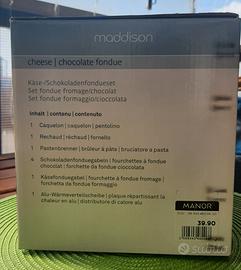 maddison
cheese | chocolate fondue
Käse-/Schokoladenfondueset
Set fondue fromage/chocolat
Set fondue formaggio/cioccolata
Inhalt | contenu | contenuto
1 Caquelon | caquelon | pentolino
1 Rechaud | réchaud | fornello
1 Pastenbrenner | brûleur à pâte | bruciatore a pasta
4 Schokoladenfonduegabeln | fourchettes à fondue
chocolat | forchetta da fondue cioccolata
1 Käsefonduegabel | fourchette à fondue fromage |
forchetta da fondue formaggio
1 Alu-Wärmeverteilscheibe | plaque répartissant la
chaleur en alu | distributore di calore alu
MANOR
39.90
subito